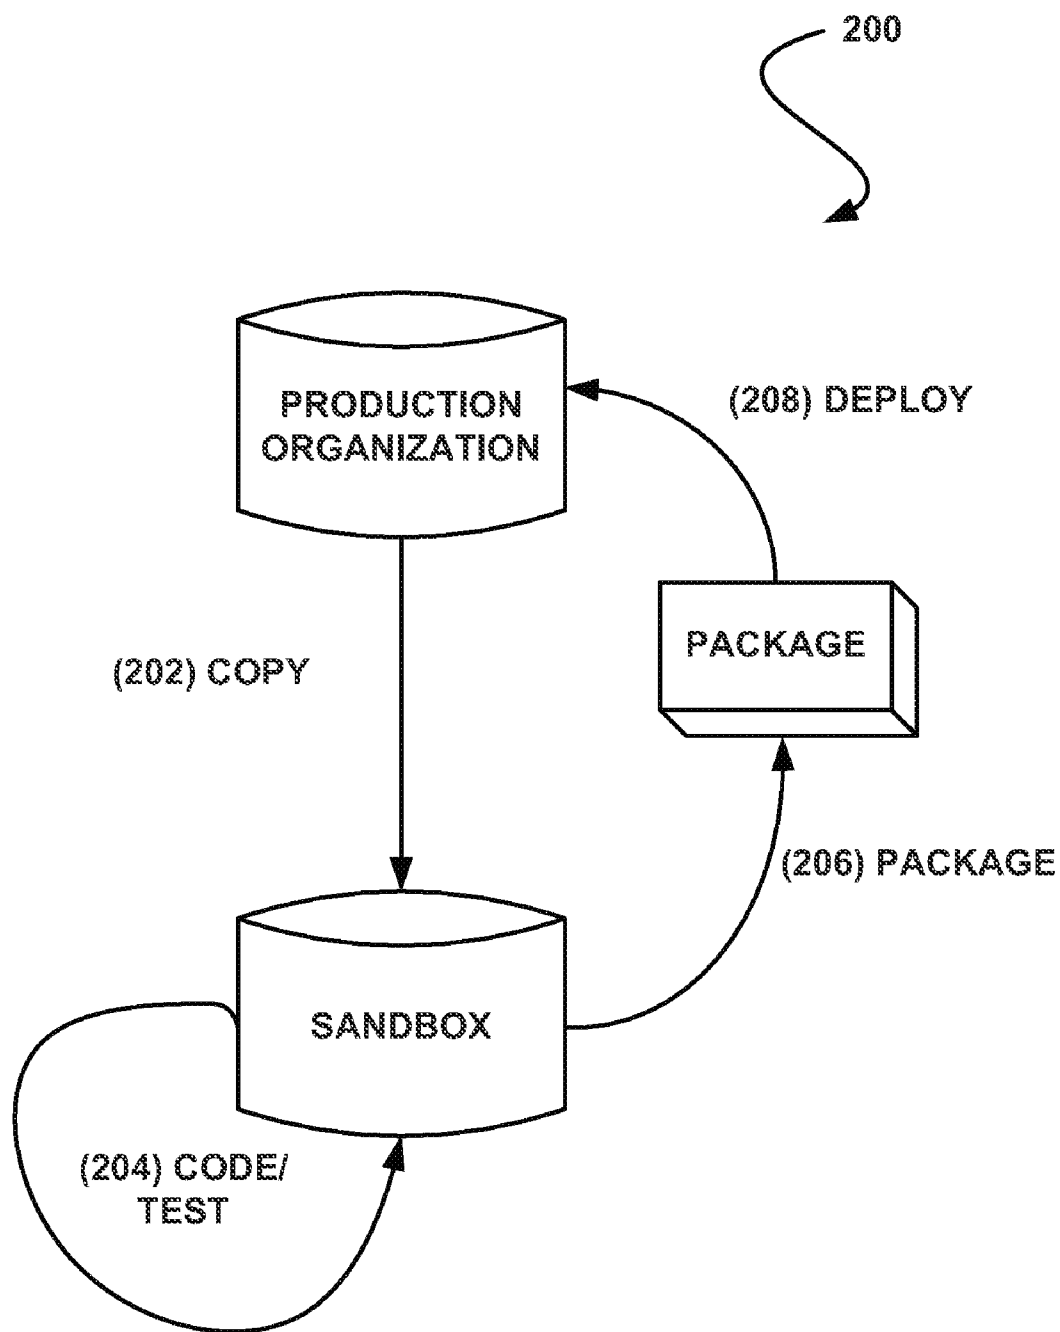 200
PRODUCTION
ORGANIZATION
(208) DEPLOY
PACKAGE
(202) COPY
(206) PACKAGE
SANDBOX
(204) CODE/
TEST